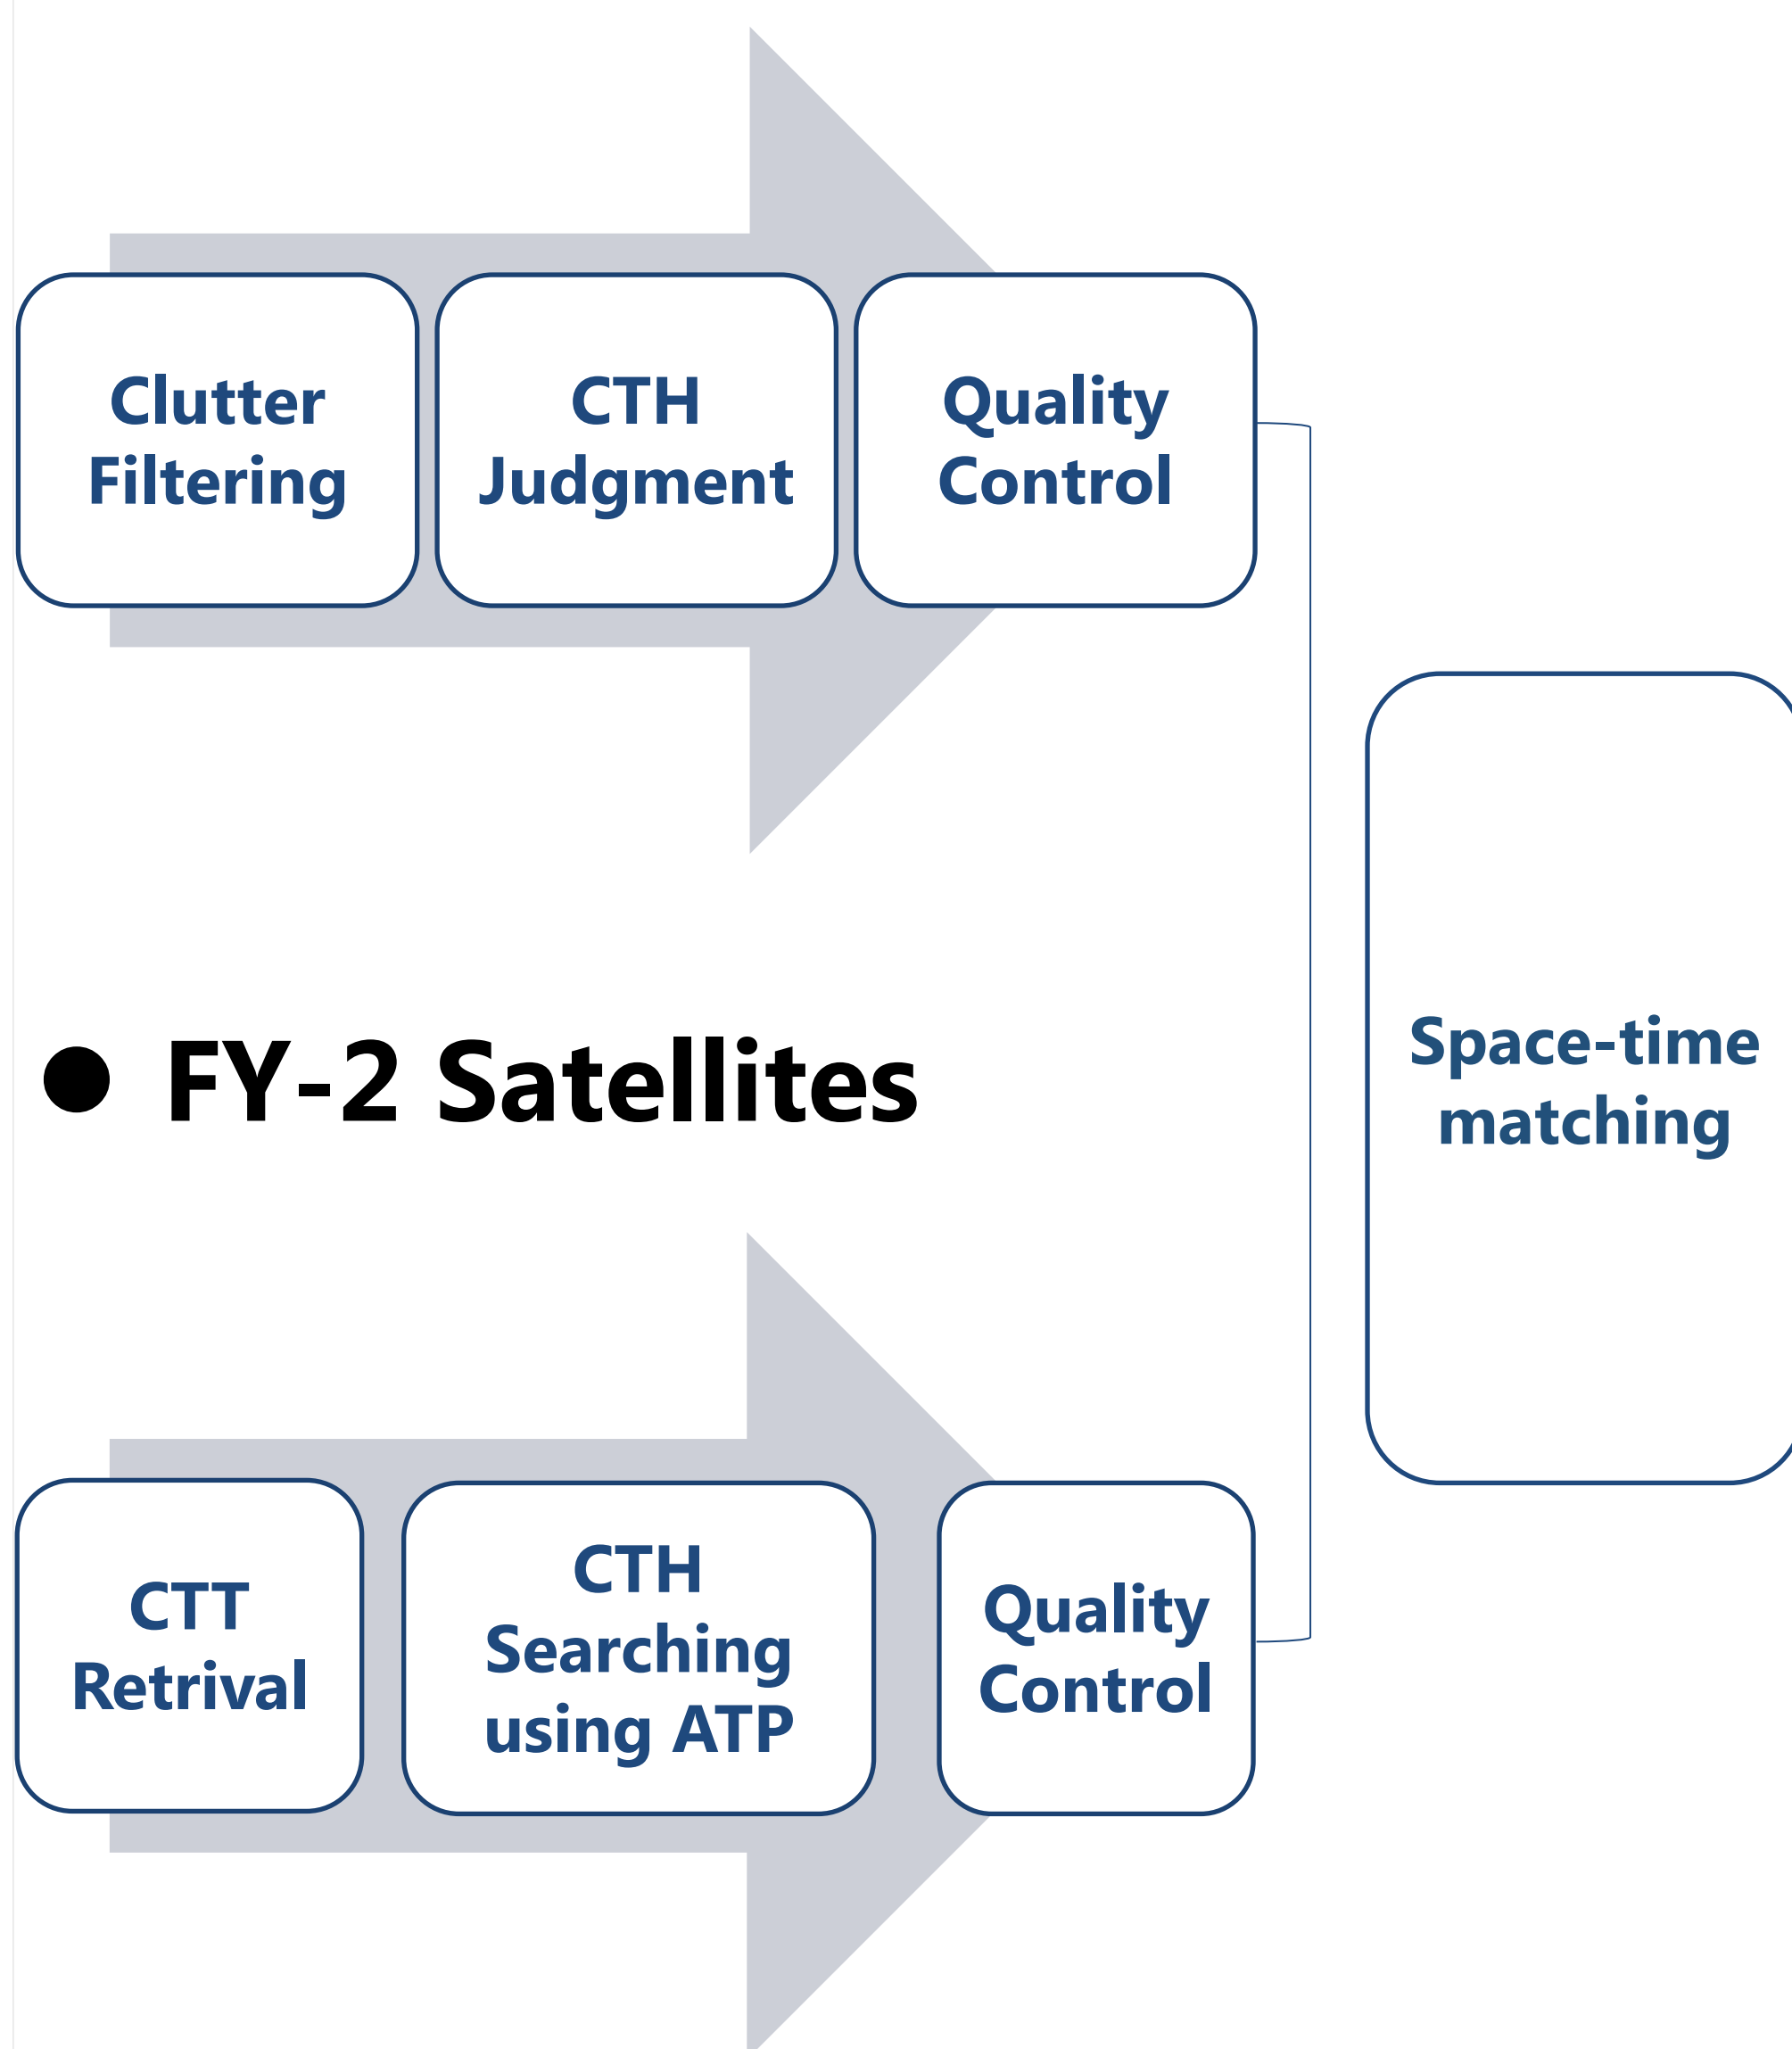 Clutter
Filtering
CTH
Judgment
Quality
Control
Space-time
matching
● FY-2 Satellites
CTT
Retrival
CTH
Searching
using ATP
Quality
Control